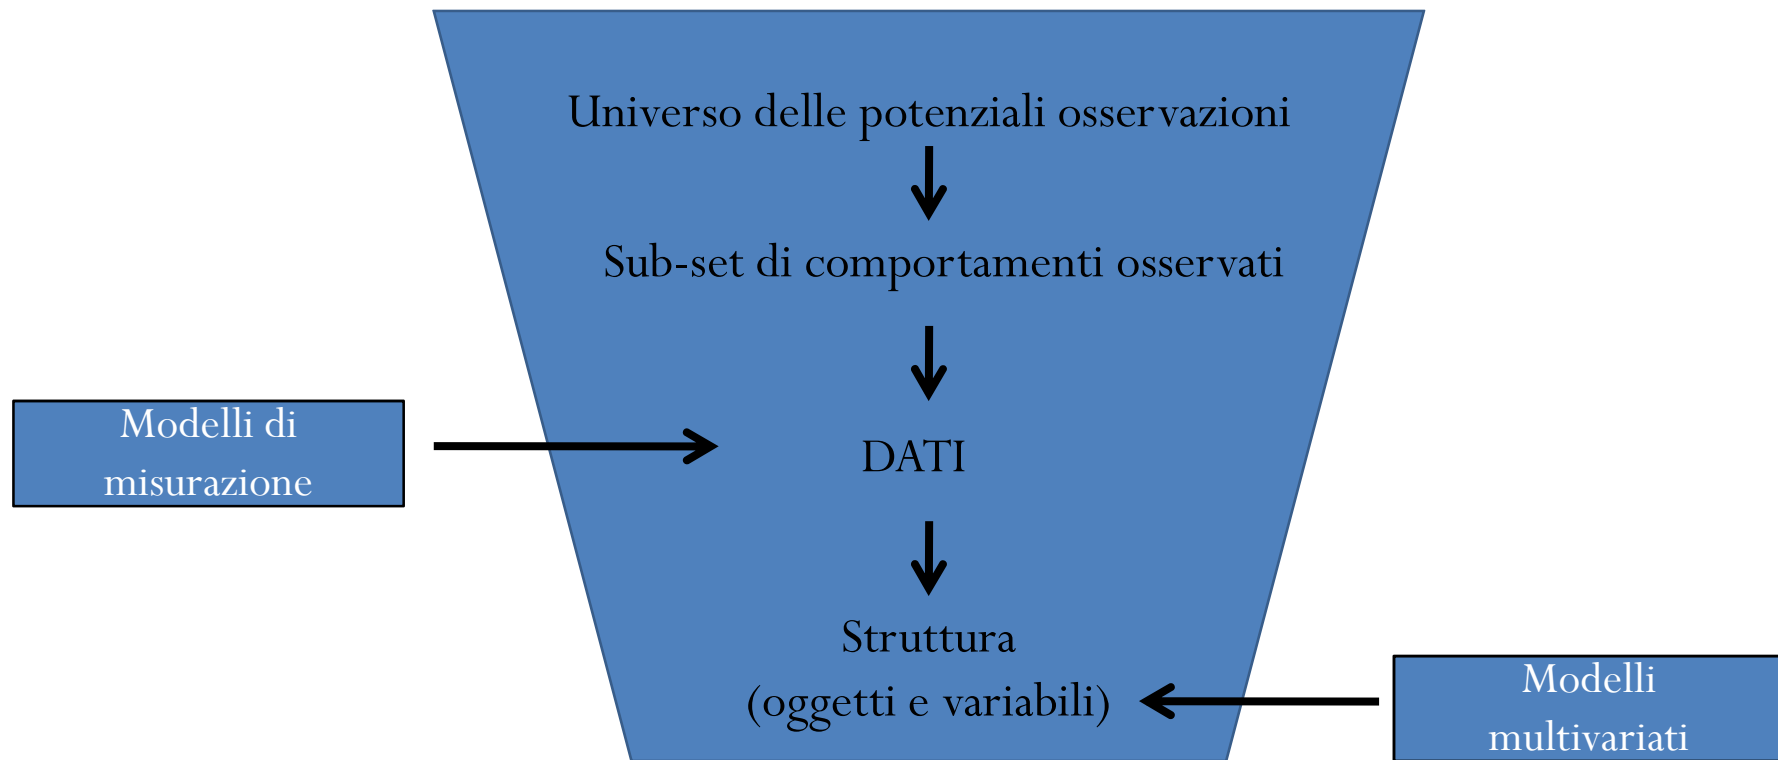 Universo delle potenziali osservazioni
Sub-set di comportamenti osservati
Modelli di
misurazione
DATI
Struttura
(oggetti e variabili)
Modelli
multivariati